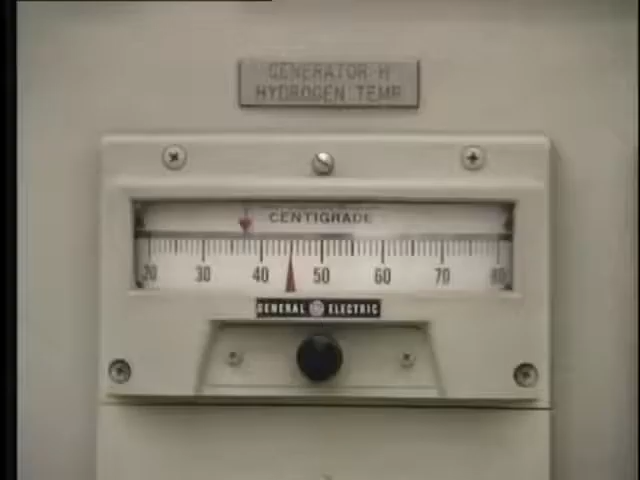 GENERATOR H
HYDROGEN TEMP
CENTIGRADE
20 30 40 50 60 70 80
GENERAL ELECTRIC